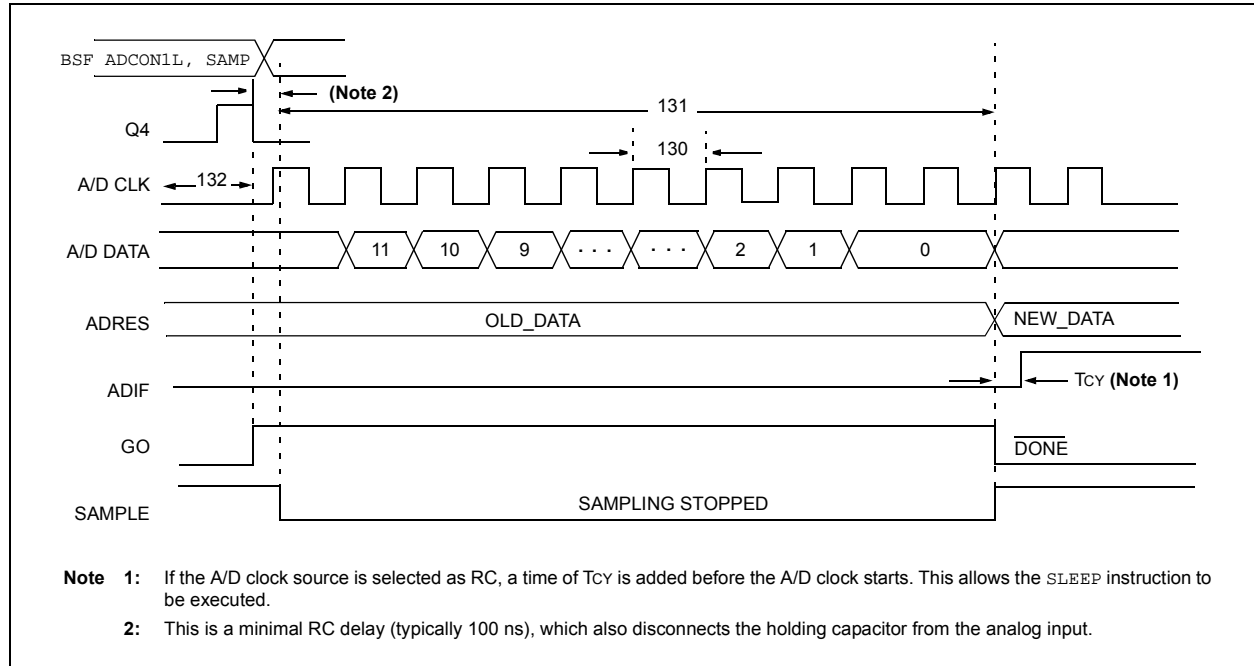 BSF ADCON1L, SAMP
(Note 2)
131
Q4
130
A/D CLK
132
A/D DATA
11 10 9 . . . . . . 2 1 0
ADRES
OLD_DATA
NEW_DATA
ADIF
TCY (Note 1)
GO
DONE
SAMPLE
SAMPLING STOPPED
Note 1: If the A/D clock source is selected as RC, a time of TCY is added before the A/D clock starts. This allows the SLEEP instruction to
be executed.
2: This is a minimal RC delay (typically 100 ns), which also disconnects the holding capacitor from the analog input.